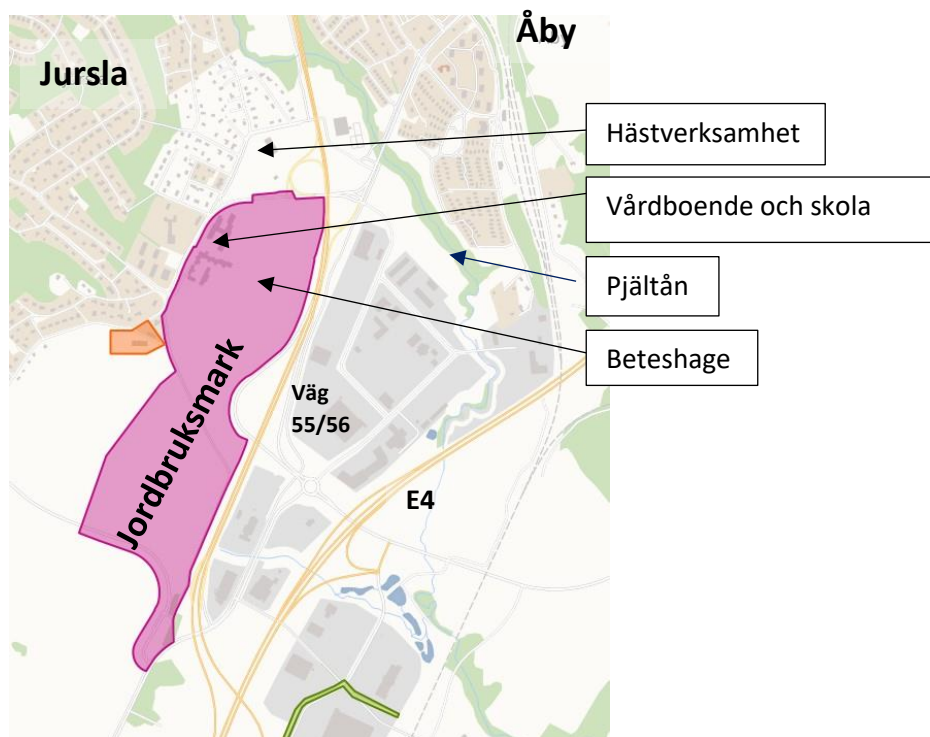 Åby
Jursla
Hästverksamhet
Vårdboende och skola
Pjältån
Beteshage
Väg
55/56
Jordbruksmark
E4